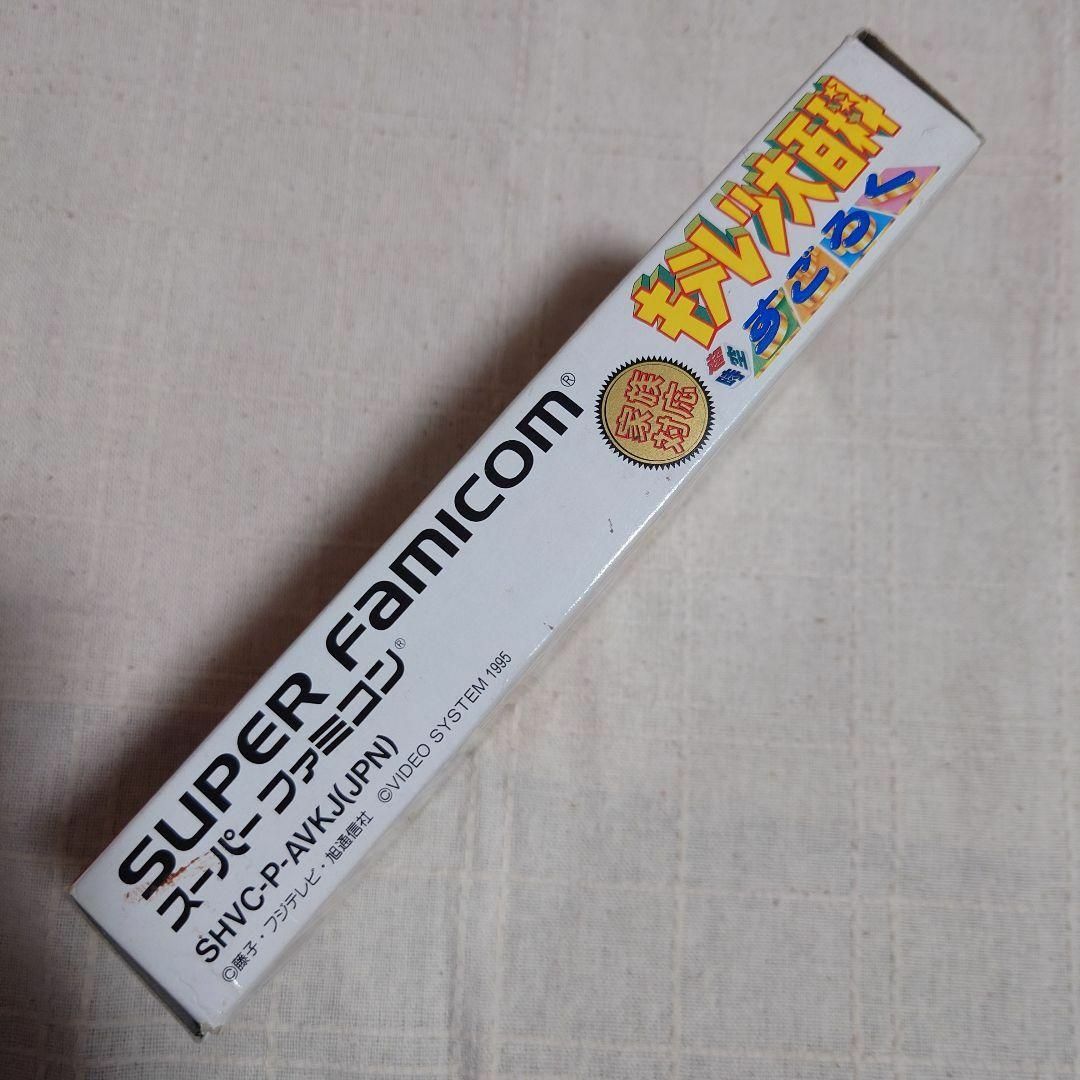 キテレツ大百科
超時空
すごろく
家族
対応
SUPER FAMICOM®
スーパーファミコン®
SHVC-P-AVKJ(JPN)
©藤子・フジテレビ・旭通信社 ©VIDEO SYSTEM 1995